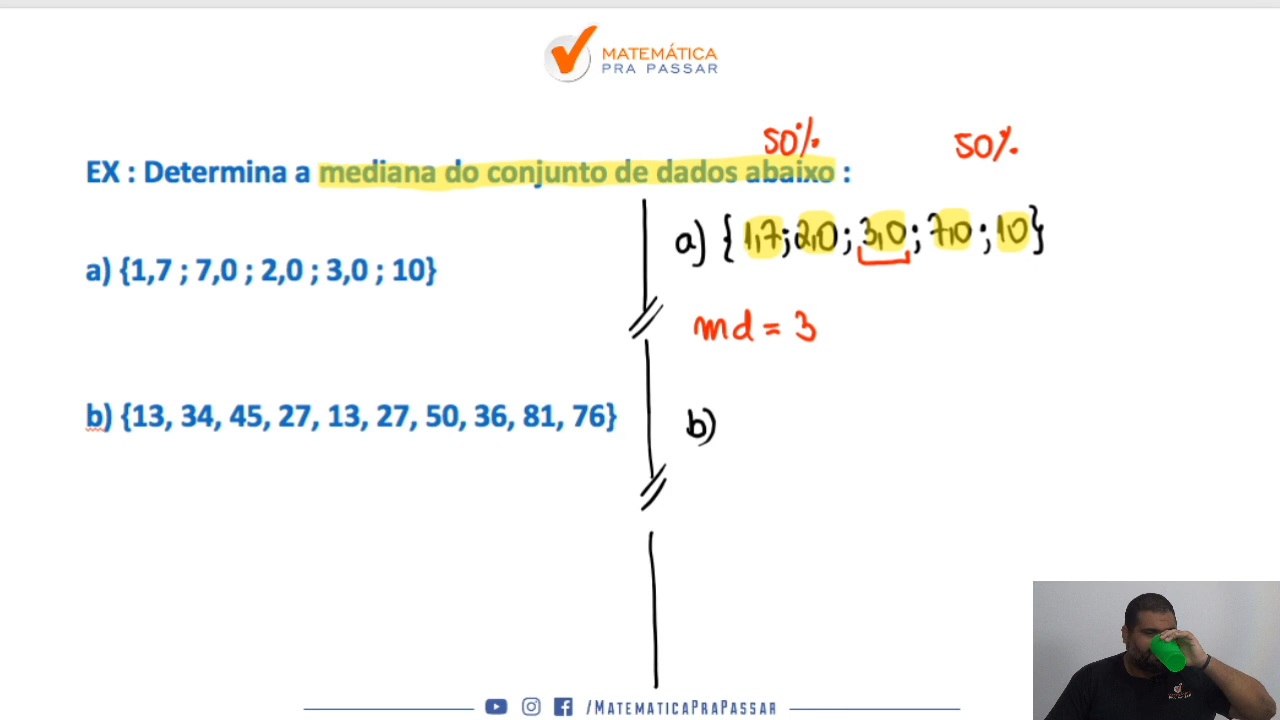 MATEMÁTICA
PRA PASSAR
50% 50%
EX : Determina a mediana do conjunto de dados abaixo :
a) {1,7 ; 7,0 ; 2,0 ; 3,0 ; 10}
a) {1,7; 2,0; 3,0; 7,0; 10}
md = 3
b) {13, 34, 45, 27, 13, 27, 50, 36, 81, 76}
b)
/MATEMATICAPRAPASSAR